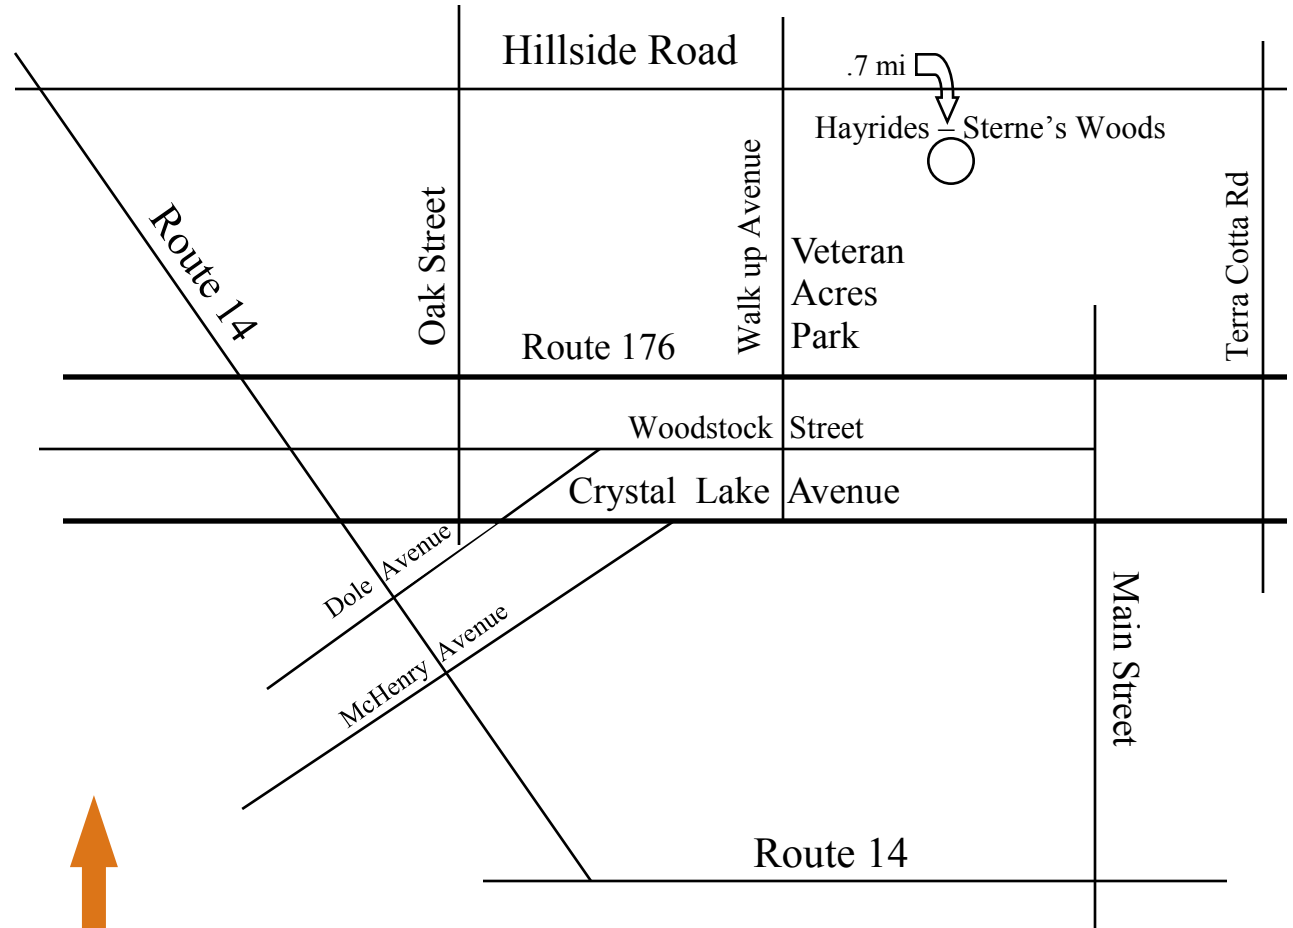 Hillside Road
.7 mi
Hayrides – Sterne’s Woods
Route 14
Oak Street
Walk up Avenue
Veteran
Acres
Park
Terra Cotta Rd
Route 176
Woodstock Street
Crystal Lake Avenue
Dole Avenue
McHenry Avenue
Main Street
Route 14